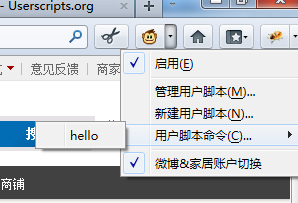 - Userscripts.org
意见反馈
商家
启用(E)
管理用户脚本(M)...
新建用户脚本(N)...
用户脚本命令(C)...
hello
微博&家居账户切换
商铺